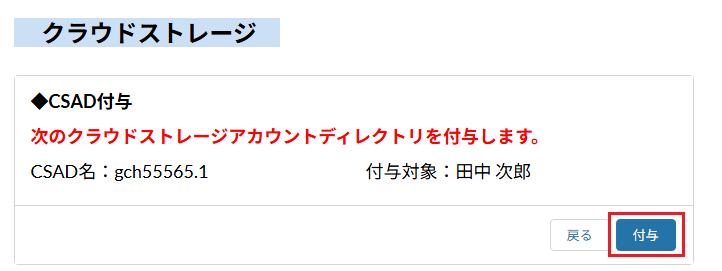 クラウドストレージ
◆CSAD付与
次のクラウドストレージアカウントディレクトリを付与します。
CSAD名：gch55565.1 付与対象：田中 次郎
戻る 付与